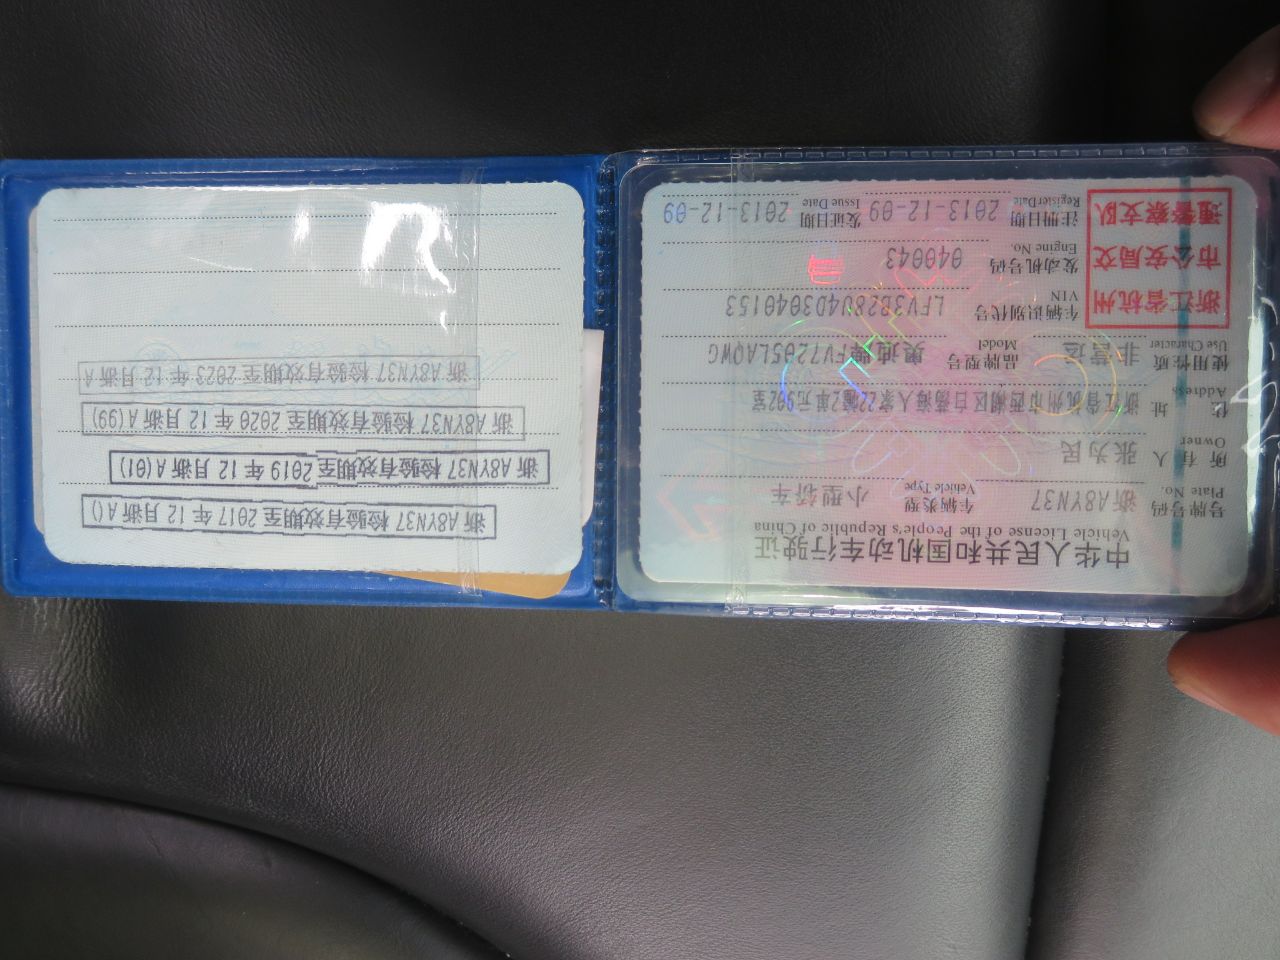 中华人民共和国机动车行驶证
Vehicle License of the People's Republic of China
号牌号码 浙A8YN37 车辆类型 小型轿车
Plate No. Vehicle Type
所有人 张为民
Owner
住址 浙江省杭州市西湖区白荡海人家22幢2单元902室
Address
使用性质 非营运 品牌型号 奥迪牌FV7205LAQWG
Use Character Model
浙江省杭州
市公安局交
通警察支队
车辆识别代号 LFV3B28U4D3040153
VIN
发动机号码 040043
Engine No.
注册日期 2013-12-09 发证日期 2013-12-09
Register Date Issue Date
浙A8YN37 检验有效期至2017年12月浙A()
浙A8YN37 检验有效期至2019年12月浙A(01)
浙A8YN37 检验有效期至2020年12月浙A(99)
浙A8YN37 检验有效期至2023年12月浙A